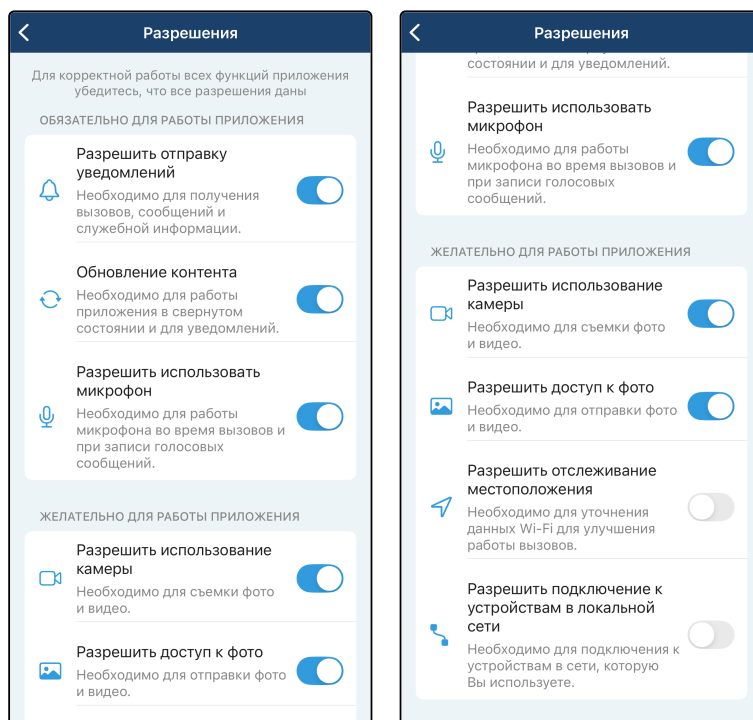 Разрешения
Для корректной работы всех функций приложения
убедитесь, что все разрешения даны
ОБЯЗАТЕЛЬНО ДЛЯ РАБОТЫ ПРИЛОЖЕНИЯ
Разрешить отправку
уведомлений
Необходимо для получения
вызовов, сообщений и
служебной информации.
Обновление контента
Необходимо для работы
приложения в свернутом
состоянии и для уведомлений.
Разрешить использовать
микрофон
Необходимо для работы
микрофона во время вызовов и
при записи голосовых
сообщений.
ЖЕЛАТЕЛЬНО ДЛЯ РАБОТЫ ПРИЛОЖЕНИЯ
Разрешить использование
камеры
Необходимо для съемки фото
и видео.
Разрешить доступ к фото
Необходимо для отправки фото
и видео.
Разрешения
состоянии и для уведомлений.
Разрешить использовать
микрофон
Необходимо для работы
микрофона во время вызовов и
при записи голосовых
сообщений.
ЖЕЛАТЕЛЬНО ДЛЯ РАБОТЫ ПРИЛОЖЕНИЯ
Разрешить использование
камеры
Необходимо для съемки фото
и видео.
Разрешить доступ к фото
Необходимо для отправки фото
и видео.
Разрешить отслеживание
местоположения
Необходимо для уточнения
данных Wi-Fi для улучшения
работы вызовов.
Разрешить подключение к
устройствам в локальной
сети
Необходимо для подключения к
устройствам в сети, которую
Вы используете.